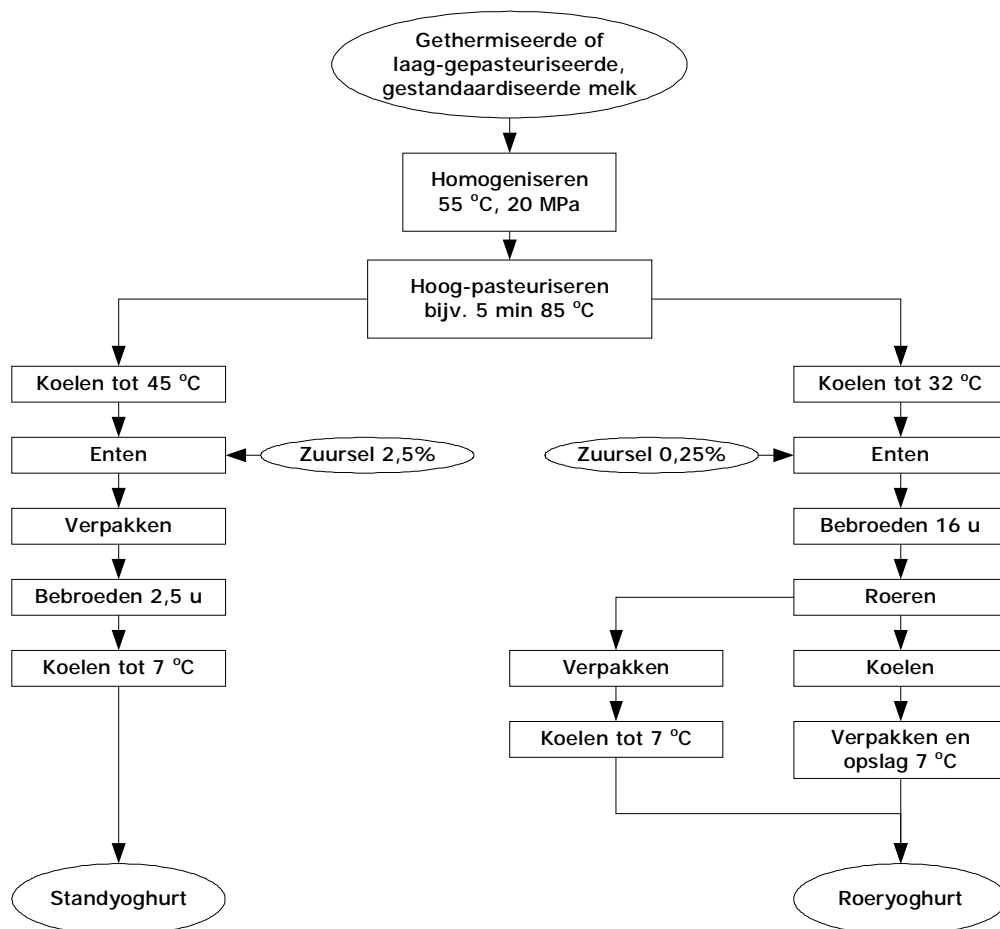 Gethermiseerde of
laag-gepasteuriseerde,
gestandaardiseerde melk
Homogeniseren
55 °C, 20 MPa
Hoog-pasteuriseren
bijv. 5 min 85 °C
Koelen tot 45 °C
Enten
Zuursel 2,5%
Verpakken
Bebroeden 2,5 u
Koelen tot 7 °C
Standyoghurt
Koelen tot 32 °C
Zuursel 0,25%
Enten
Bebroeden 16 u
Roeren
Verpakken
Koelen tot 7 °C
Koelen
Verpakken en
opslag 7 °C
Roeryoghurt